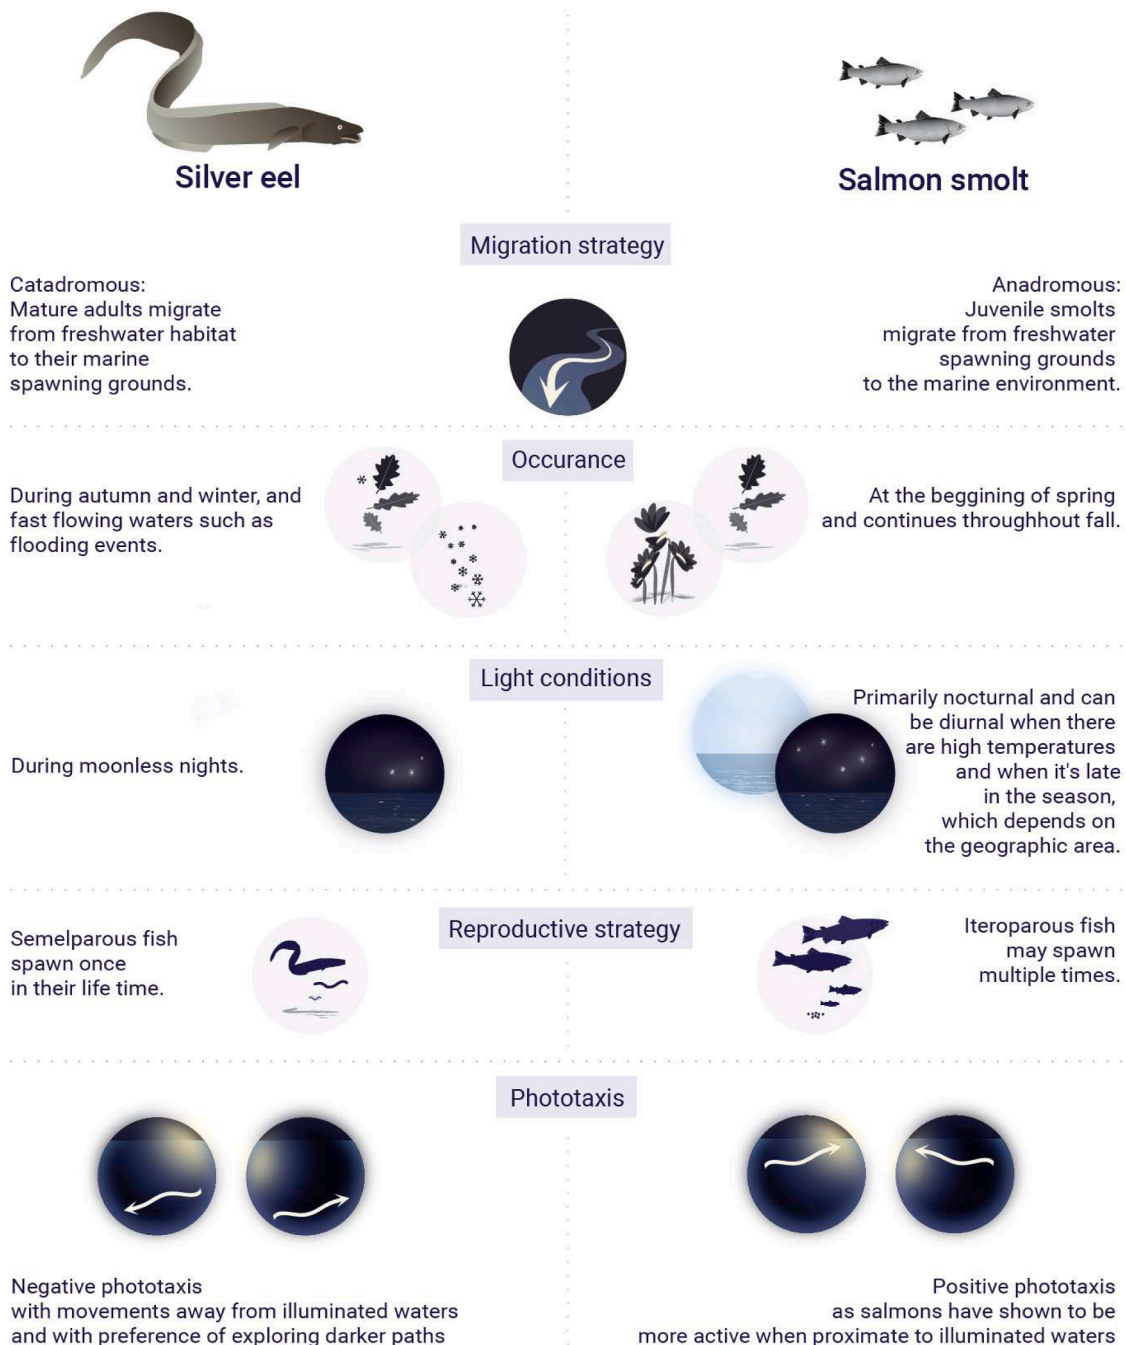 Silver eel
Salmon smolt
Migration strategy
Catadromous:
Mature adults migrate
from freshwater habitat
to their marine
spawning grounds.
Anadromous:
Juvenile smolts
migrate from freshwater
spawning grounds
to the marine environment.
Occurance
During autumn and winter, and
fast flowing waters such as
flooding events.
At the beggining of spring
and continues throughhout fall.
Light conditions
During moonless nights.
Primarily nocturnal and can
be diurnal when there
are high temperatures
and when it's late
in the season,
which depends on
the geographic area.
Reproductive strategy
Semelparous fish
spawn once
in their life time.
Iteroparous fish
may spawn
multiple times.
Phototaxis
Negative phototaxis
with movements away from illuminated waters
and with preference of exploring darker paths
Positive phototaxis
as salmons have shown to be
more active when proximate to illuminated waters